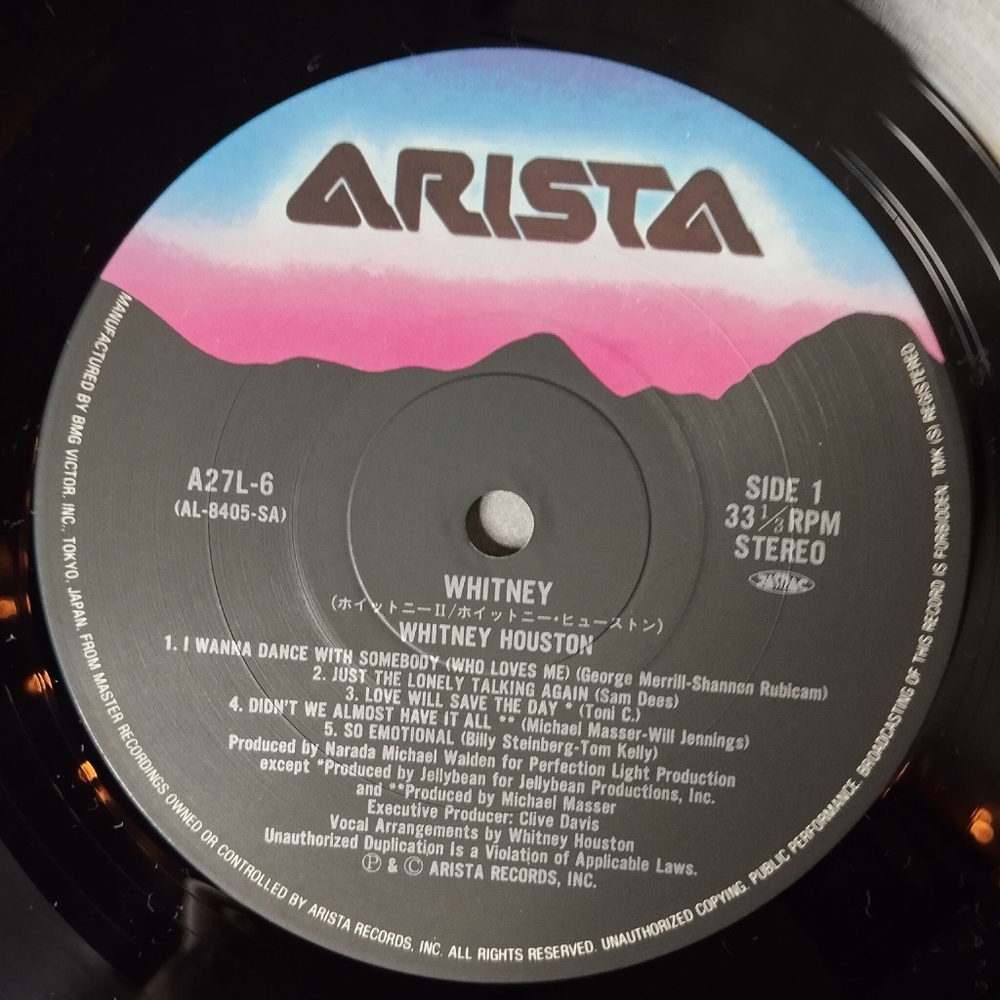 ARISTA
A27L-6
(AL-8405-SA)
SIDE 1
33 1/3 RPM
STEREO
JASRAC
WHITNEY
(ホイットニーII/ホイットニー・ヒューストン)
WHITNEY HOUSTON
1. I WANNA DANCE WITH SOMEBODY (WHO LOVES ME) (George Merrill-Shannon Rubicam)
2. JUST THE LONELY TALKING AGAIN (Sam Dees)
3. LOVE WILL SAVE THE DAY * (Toni C.)
4. DIDN'T WE ALMOST HAVE IT ALL ** (Michael Masser-Will Jennings)
5. SO EMOTIONAL (Billy Steinberg-Tom Kelly)
Produced by Narada Michael Walden for Perfection Light Production
except *Produced by Jellybean for Jellybean Productions, Inc.
and **Produced by Michael Masser
Executive Producer: Clive Davis
Vocal Arrangements by Whitney Houston
Unauthorized Duplication Is a Violation of Applicable Laws.
Ⓟ & Ⓒ ARISTA RECORDS, INC.
MANUFACTURED BY BMG VICTOR, INC., TOKYO, JAPAN, FROM MASTER RECORDINGS OWNED OR CONTROLLED BY ARISTA RECORDS, INC. ALL RIGHTS RESERVED. UNAUTHORIZED COPYING, PUBLIC PERFORMANCE, BROADCASTING OF THIS RECORD IS FORBIDDEN. TMK (S) REGISTERED